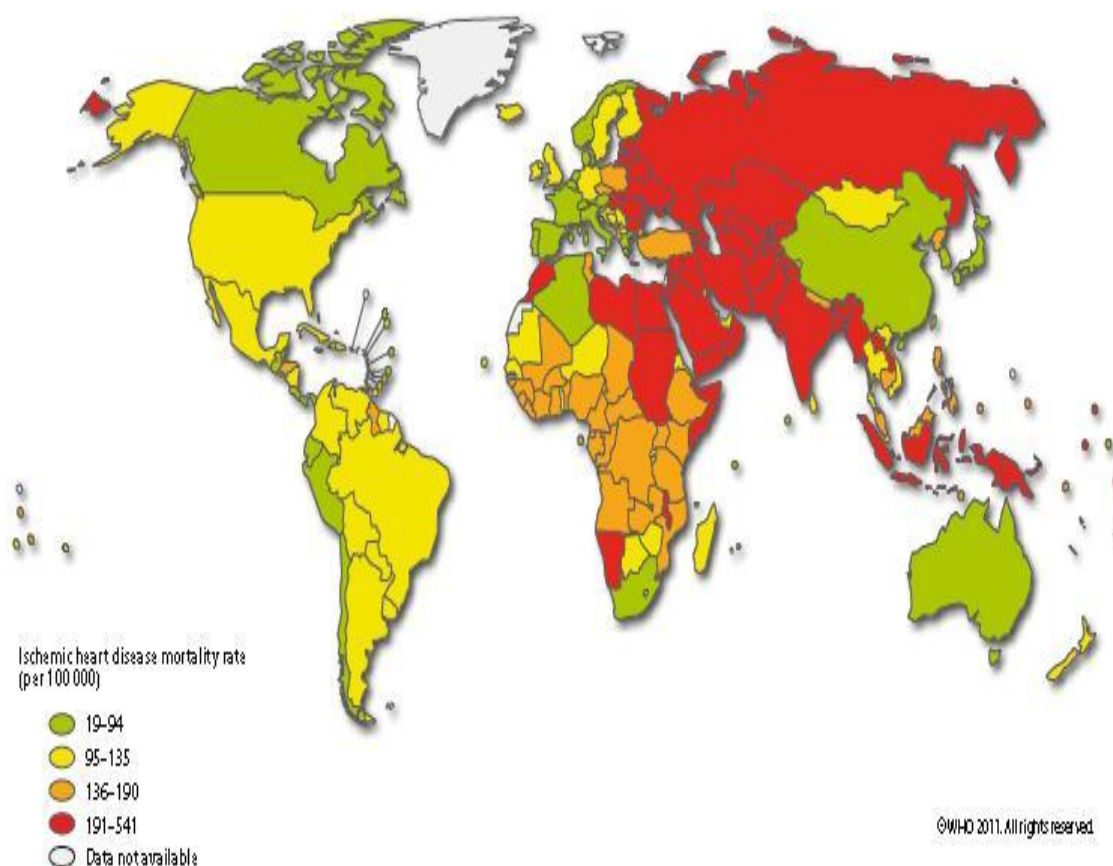 Ischemic heart disease mortality rate
(per 100 000)
19–94
95–135
136–190
191–541
Data not available
©WHO 2011. All rights reserved.